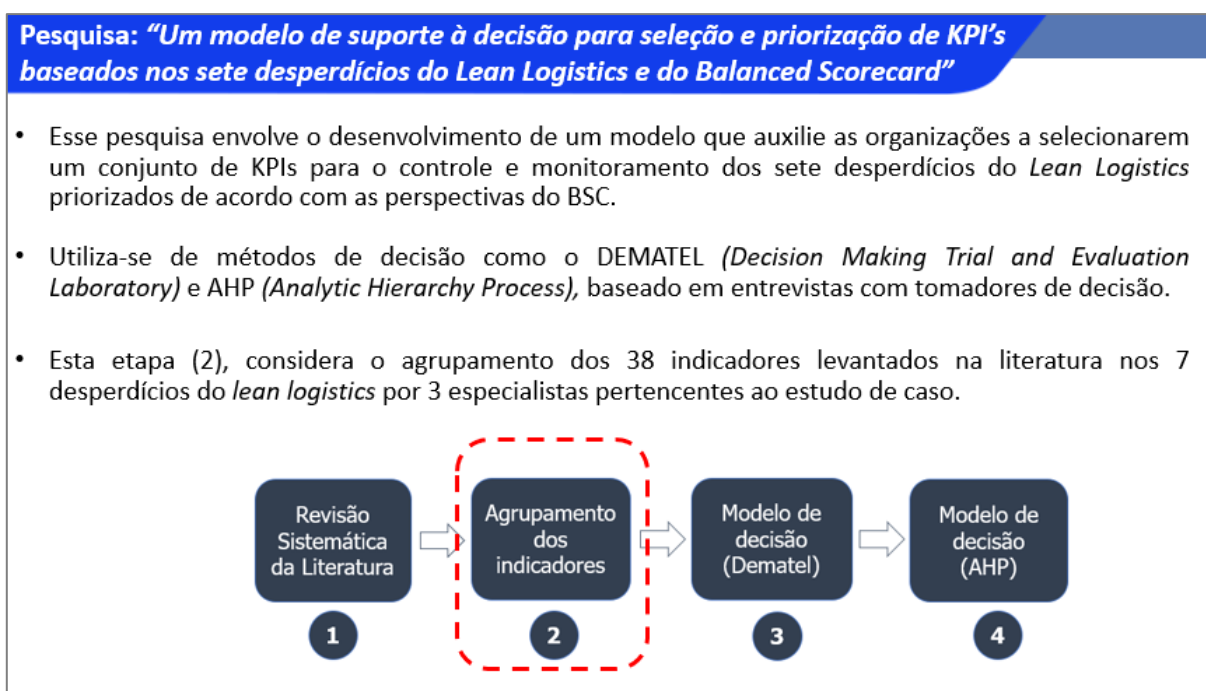 Pesquisa: “Um modelo de suporte à decisão para seleção e priorização de KPI’s
baseados nos sete desperdícios do Lean Logistics e do Balanced Scorecard”
• Esse pesquisa envolve o desenvolvimento de um modelo que auxilie as organizações a selecionarem
um conjunto de KPIs para o controle e monitoramento dos sete desperdícios do Lean Logistics
priorizados de acordo com as perspectivas do BSC.
• Utiliza-se de métodos de decisão como o DEMATEL (Decision Making Trial and Evaluation
Laboratory) e AHP (Analytic Hierarchy Process), baseado em entrevistas com tomadores de decisão.
• Esta etapa (2), considera o agrupamento dos 38 indicadores levantados na literatura nos 7
desperdícios do lean logistics por 3 especialistas pertencentes ao estudo de caso.
Revisão
Sistemática
da Literatura
1
Agrupamento
dos
indicadores
2
Modelo de
decisão
(Dematel)
3
Modelo de
decisão
(AHP)
4